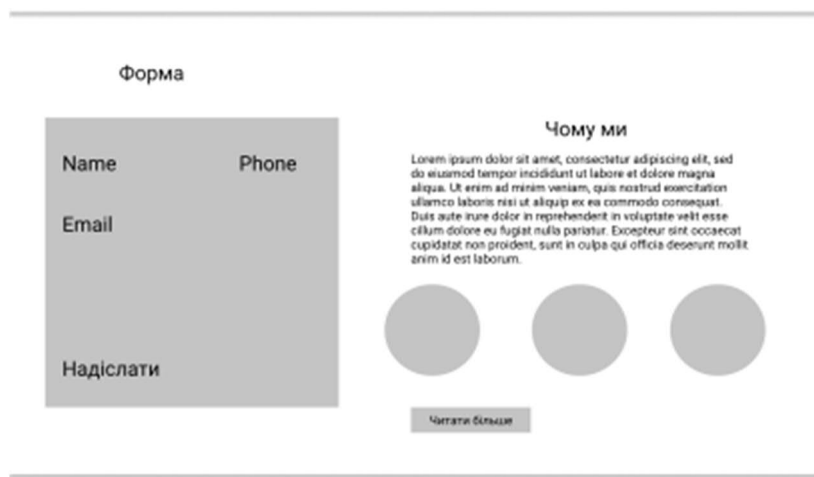 Форма
Name
Phone
Email
Надіслати
Чому ми
Lorem ipsum dolor sit amet, consectetur adipiscing elit, sed
do eiusmod tempor incididunt ut labore et dolore magna
aliqua. Ut enim ad minim veniam, quis nostrud exercitation
ullamco laboris nisi ut aliquip ex ea commodo consequat.
Duis aute irure dolor in reprehenderit in voluptate velit esse
cillum dolore eu fugiat nulla pariatur. Excepteur sint occaecat
cupidatat non proident, sunt in culpa qui officia deserunt mollit
anim id est laborum.
Читати більше